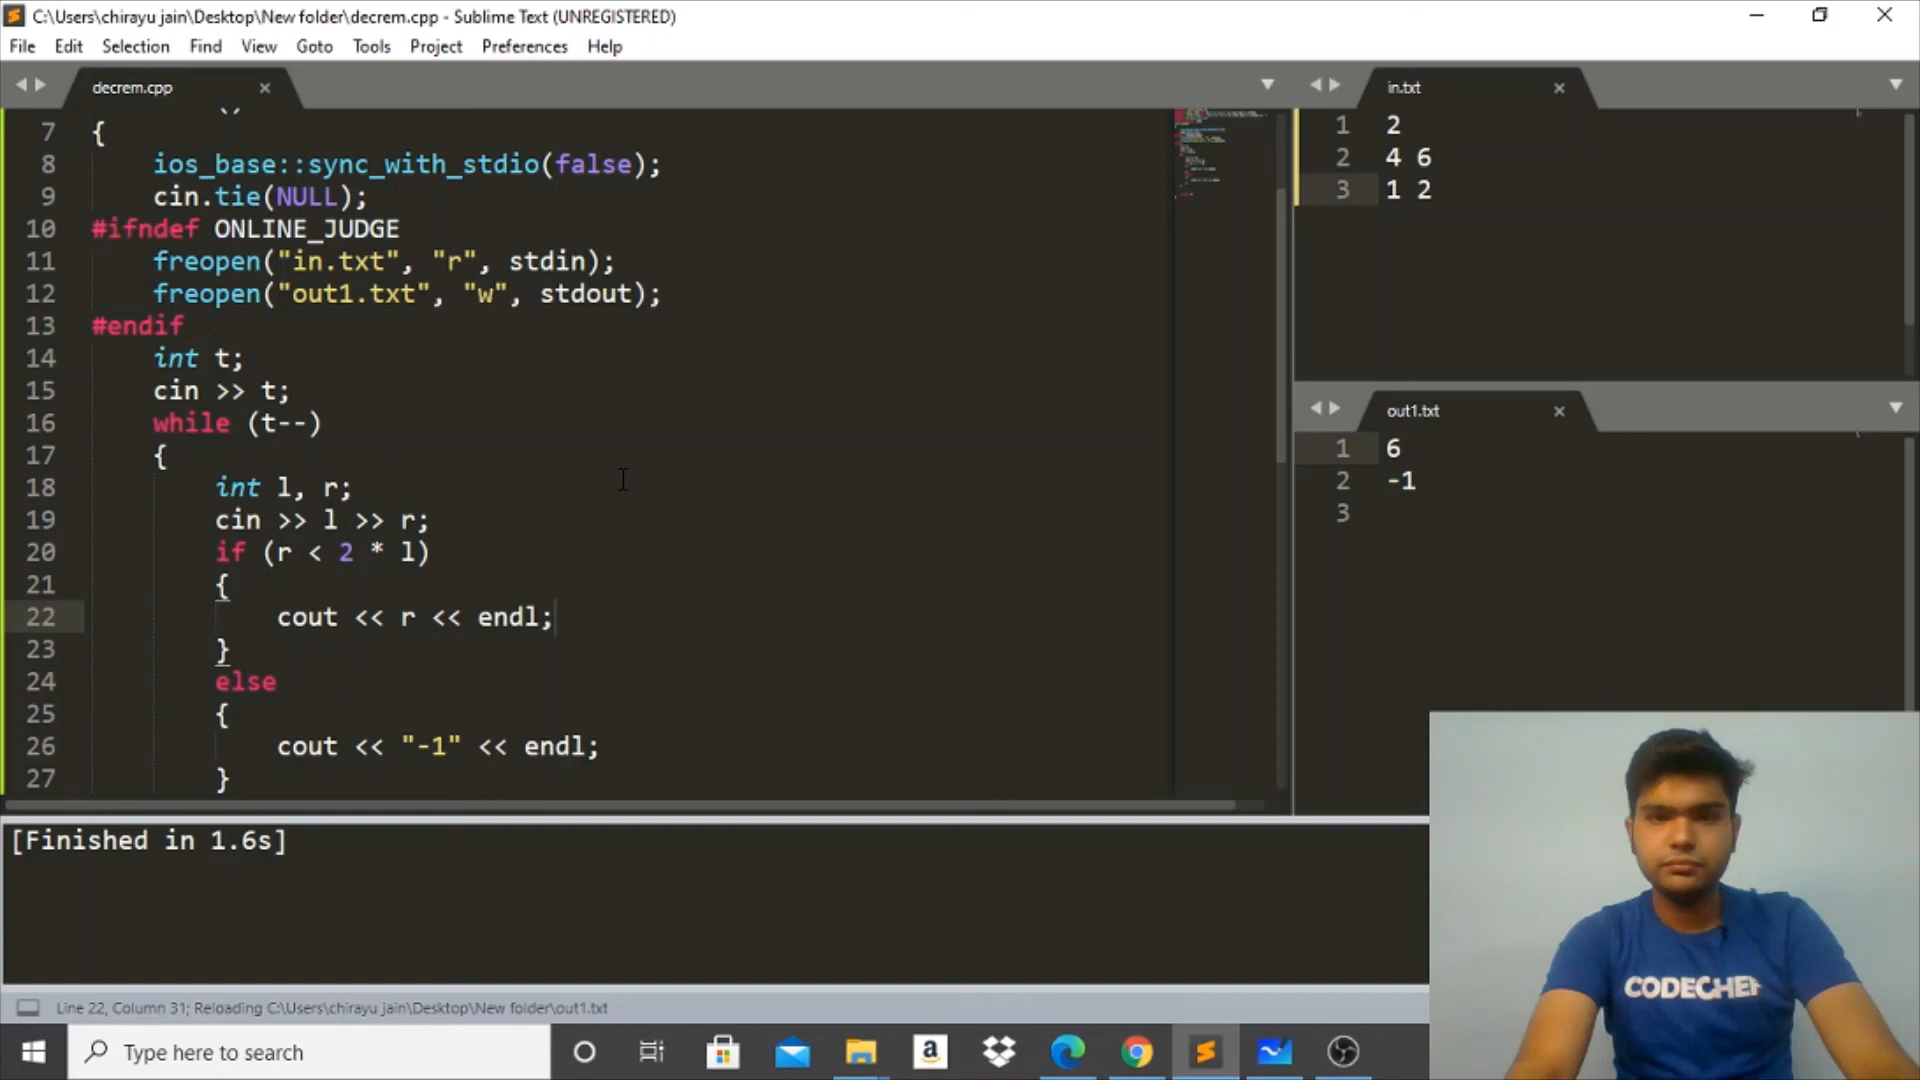 C:\Users\chirayu jain\Desktop\New folder\decrem.cpp - Sublime Text (UNREGISTERED)
File Edit Selection Find View Goto Tools Project Preferences Help
decrem.cpp
7 {
8 ios_base::sync_with_stdio(false);
9 cin.tie(NULL);
10 #ifndef ONLINE_JUDGE
11 freopen("in.txt", "r", stdin);
12 freopen("out1.txt", "w", stdout);
13 #endif
14 int t;
15 cin >> t;
16 while (t--)
17 {
18 int l, r;
19 cin >> l >> r;
20 if (r < 2 * l)
21 {
22 cout << r << endl;
23 }
24 else
25 {
26 cout << "-1" << endl;
27 }
in.txt
1 2
2 4 6
3 1 2
out1.txt
1 6
2 -1
3
[Finished in 1.6s]
Line 22, Column 31; Reloading C:\Users\chirayu jain\Desktop\New folder\out1.txt
CODECHEF
Type here to search